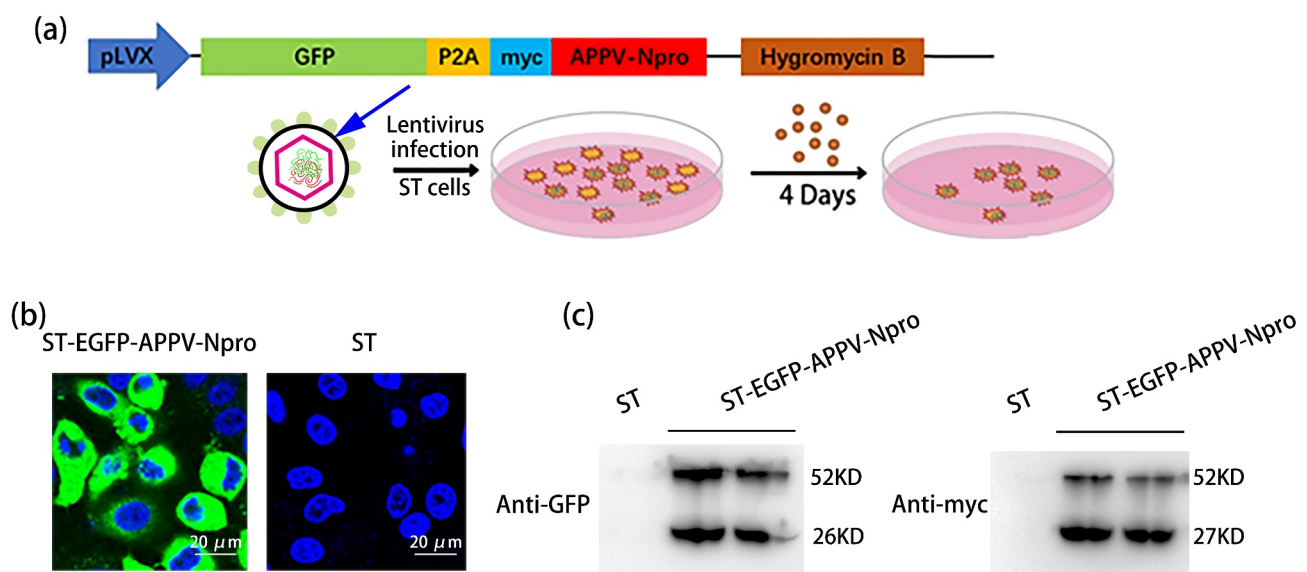 (a)
pLVX GFP P2A myc APPV-Npro Hygromycin B
Lentivirus
infection
ST cells
4 Days
(b)
ST-EGFP-APPV-Npro ST
20 μm 20 μm
(c)
ST ST-EGFP-APPV-Npro
Anti-GFP
52KD
26KD
ST ST-EGFP-APPV-Npro
Anti-myc
52KD
27KD